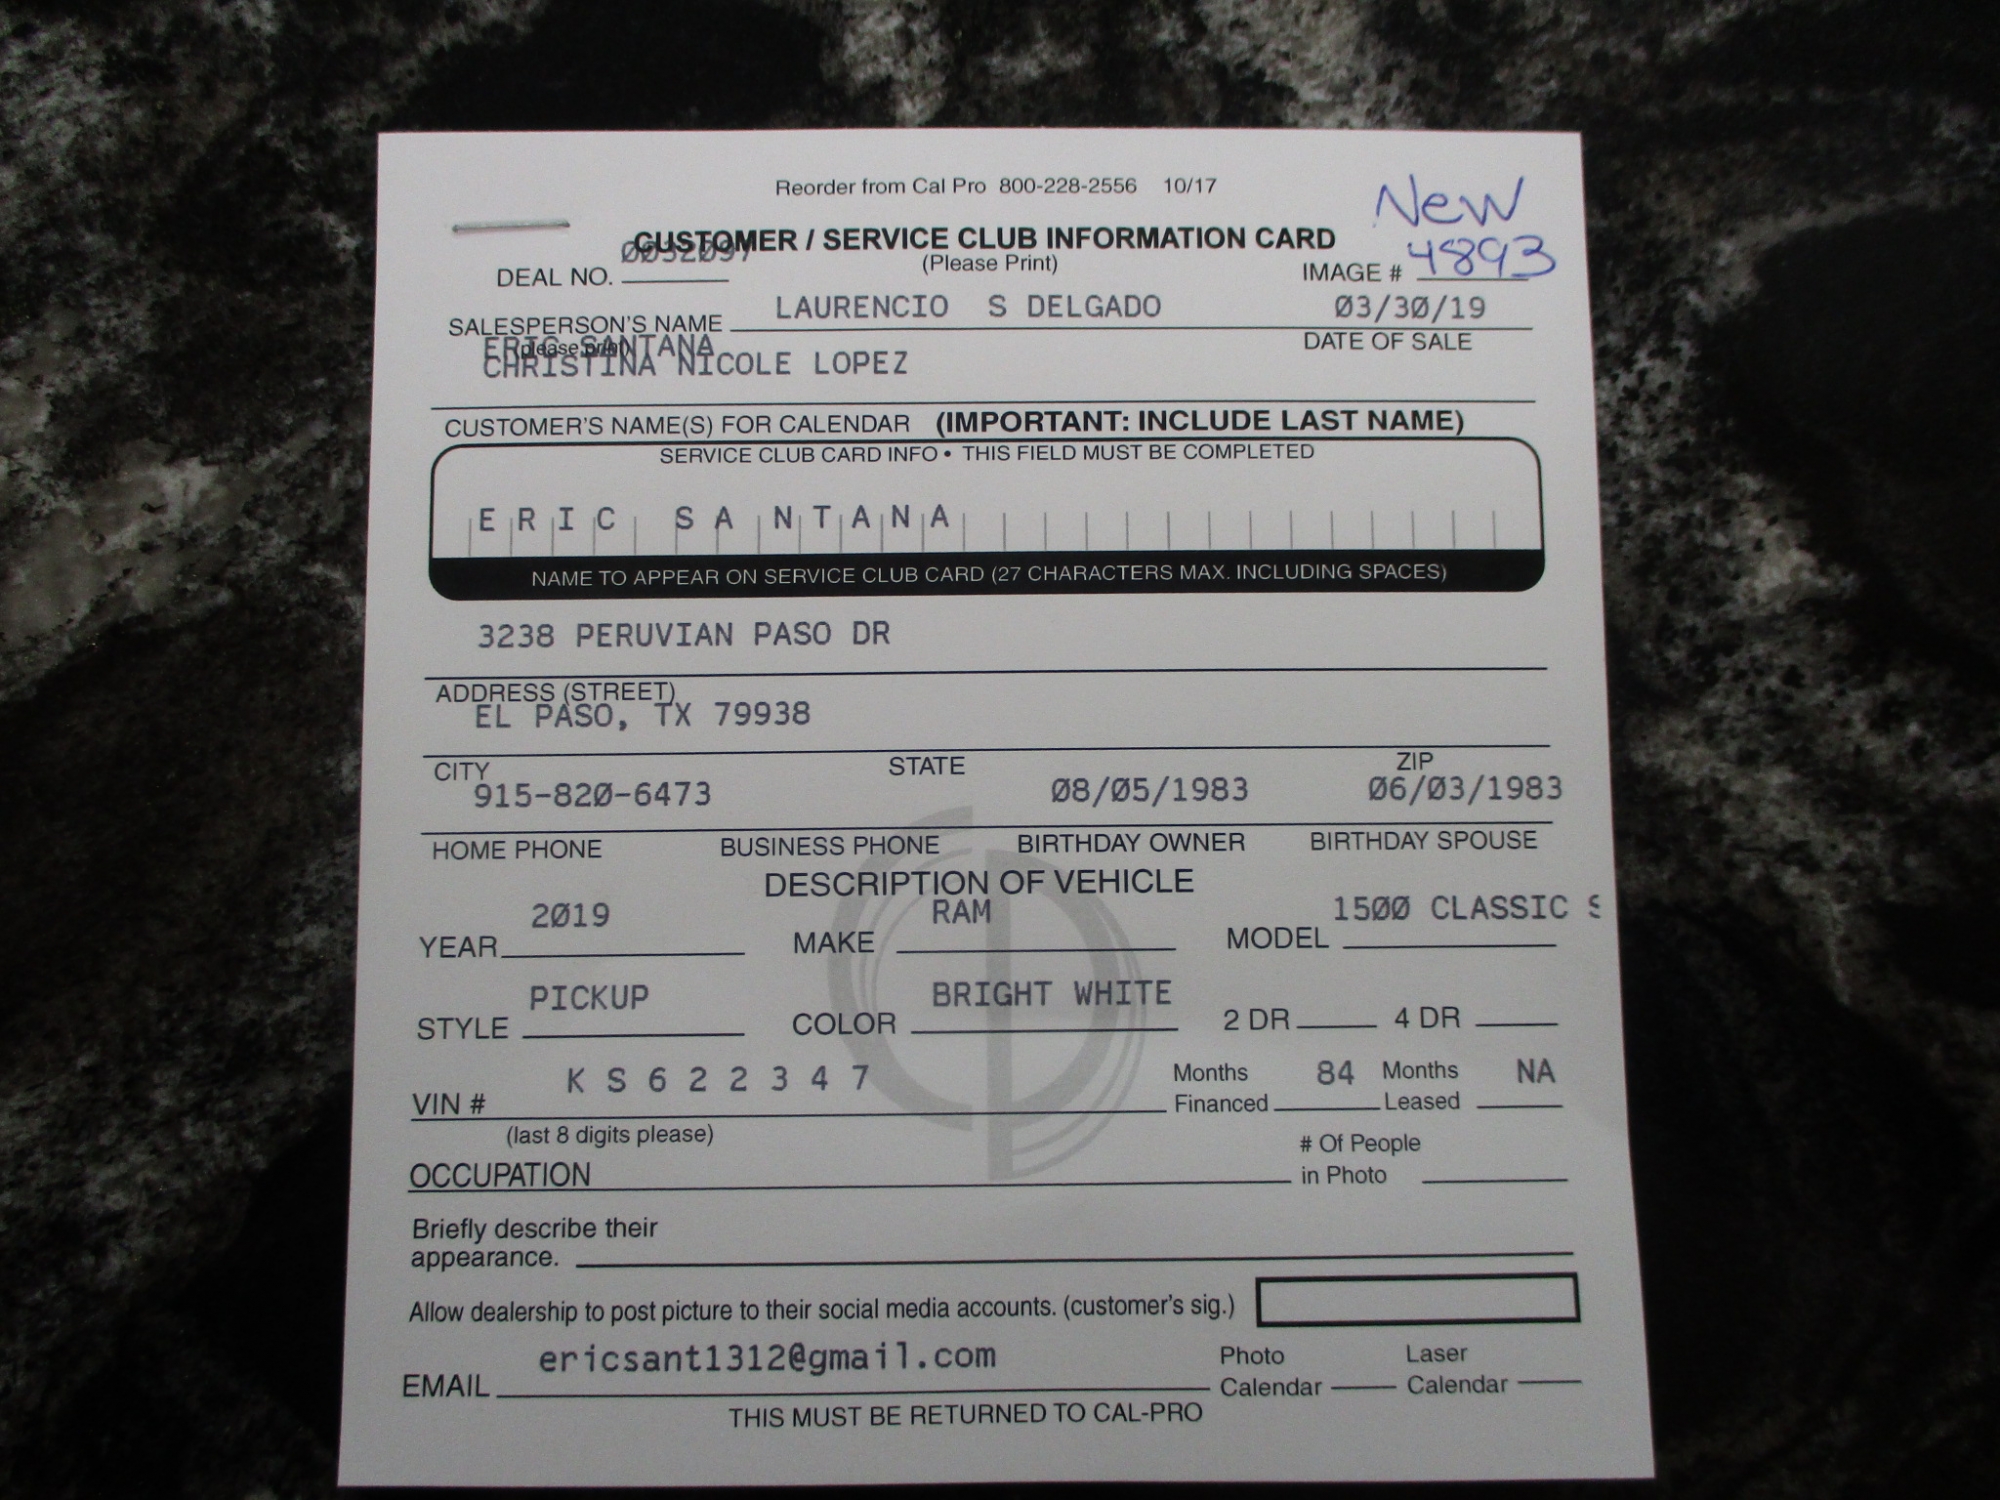 Reorder from Cal Pro 800-228-2556 10/17
New
CUSTOMER / SERVICE CLUB INFORMATION CARD
(Please Print)
DEAL NO. 0032097
IMAGE # 4893
SALESPERSON'S NAME LAURENCIO S DELGADO 03/30/19
(please print)
DATE OF SALE
ERIC SANTANA
CHRISTINA NICOLE LOPEZ
CUSTOMER'S NAME(S) FOR CALENDAR (IMPORTANT: INCLUDE LAST NAME)
SERVICE CLUB CARD INFO • THIS FIELD MUST BE COMPLETED
ERIC SANTANA
NAME TO APPEAR ON SERVICE CLUB CARD (27 CHARACTERS MAX. INCLUDING SPACES)
3238 PERUVIAN PASO DR
ADDRESS (STREET)
EL PASO, TX 79938
CITY STATE ZIP
915-820-6473 08/05/1983 06/03/1983
HOME PHONE BUSINESS PHONE BIRTHDAY OWNER BIRTHDAY SPOUSE
DESCRIPTION OF VEHICLE
YEAR 2019 MAKE RAM MODEL 1500 CLASSIC S
STYLE PICKUP COLOR BRIGHT WHITE 2 DR 4 DR
VIN # KS622347 Months Financed 84 Months Leased NA
(last 8 digits please)
OCCUPATION # Of People in Photo
Briefly describe their
appearance.
Allow dealership to post picture to their social media accounts. (customer's sig.)
EMAIL ericsant1312@gmail.com Photo Calendar Laser Calendar
THIS MUST BE RETURNED TO CAL-PRO